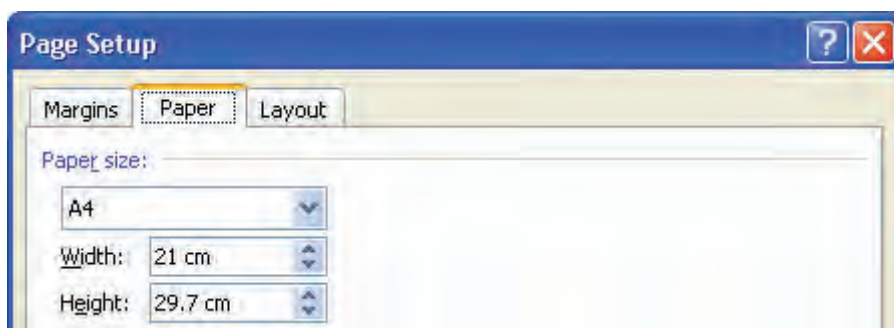 Page Setup
Margins Paper Layout
Paper size:
A4
Width: 21 cm
Height: 29.7 cm